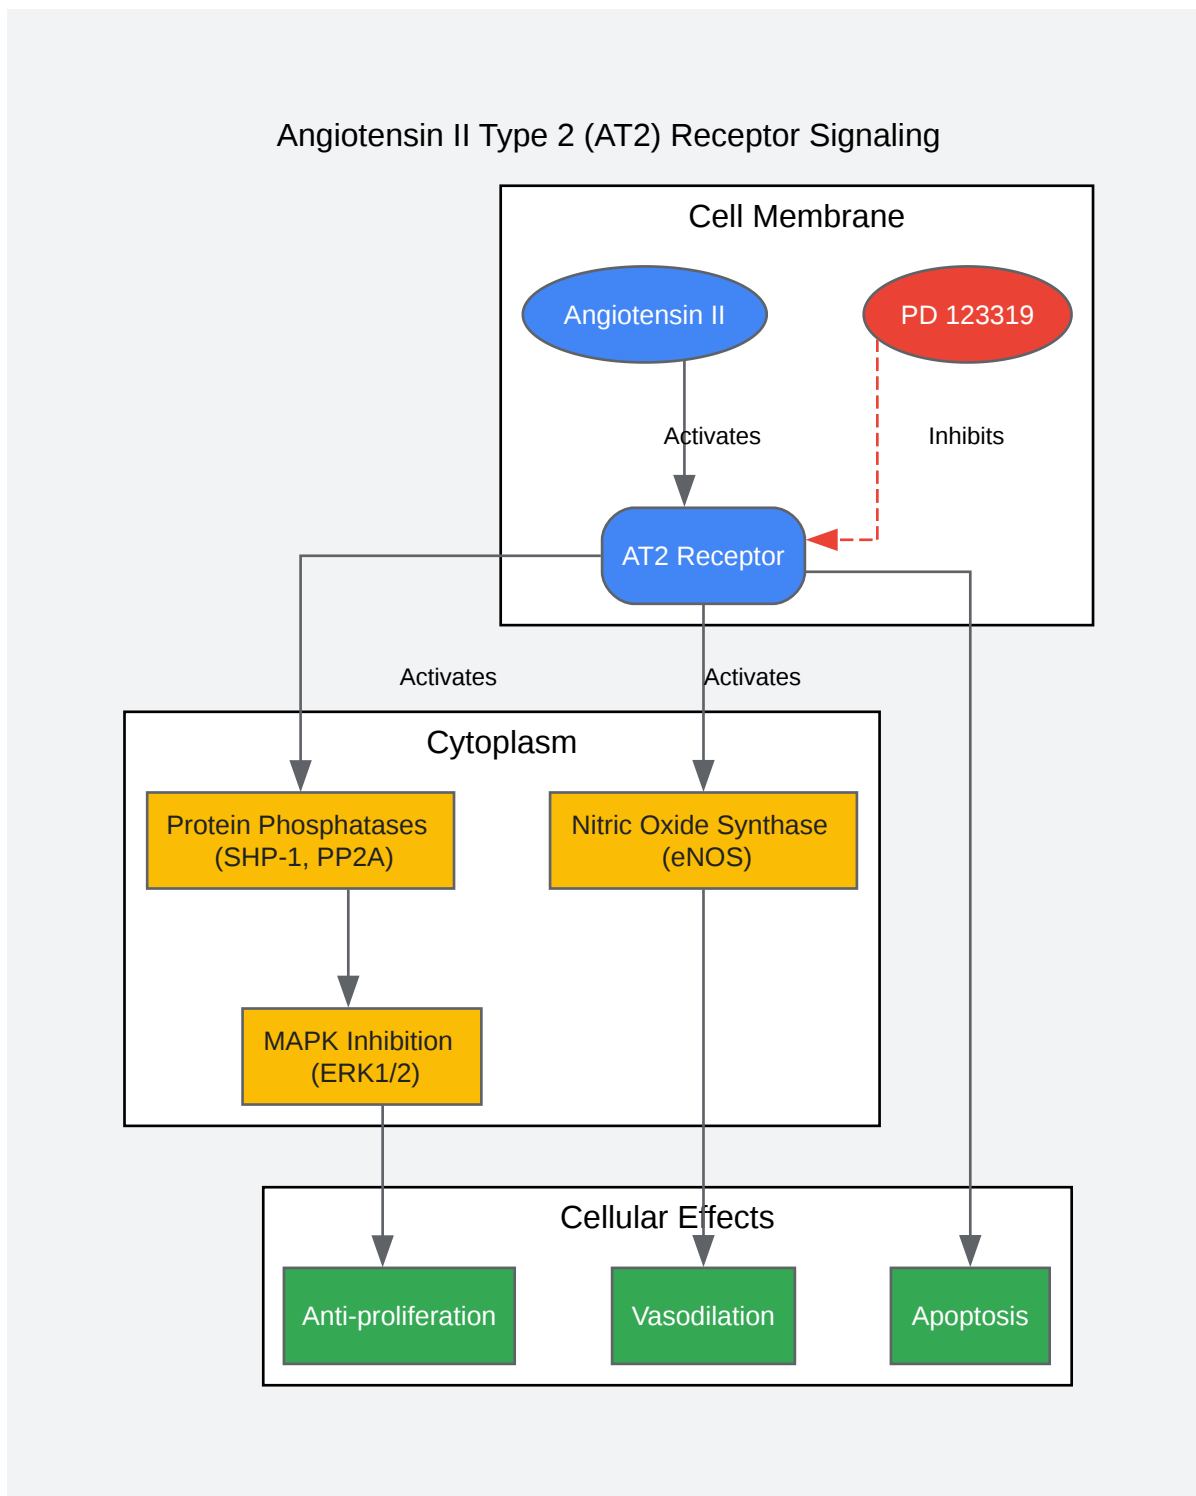 Angiotensin II Type 2 (AT2) Receptor Signaling
Cell Membrane
Angiotensin II
PD 123319
Activates
Inhibits
AT2 Receptor
Activates
Activates
Cytoplasm
Protein Phosphatases
(SHP-1, PP2A)
Nitric Oxide Synthase
(eNOS)
MAPK Inhibition
(ERK1/2)
Cellular Effects
Anti-proliferation
Vasodilation
Apoptosis